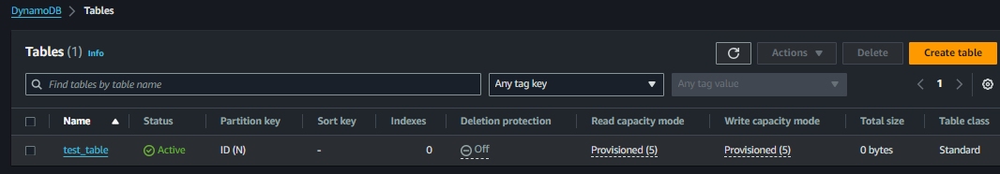 DynamoDB > Tables
Tables (1) Info
Actions Delete Create table
Find tables by table name Any tag key Any tag value 1
Name Status Partition key Sort key Indexes Deletion protection Read capacity mode Write capacity mode Total size Table class
test_table Active ID (N) - 0 Off Provisioned (5) Provisioned (5) 0 bytes Standard